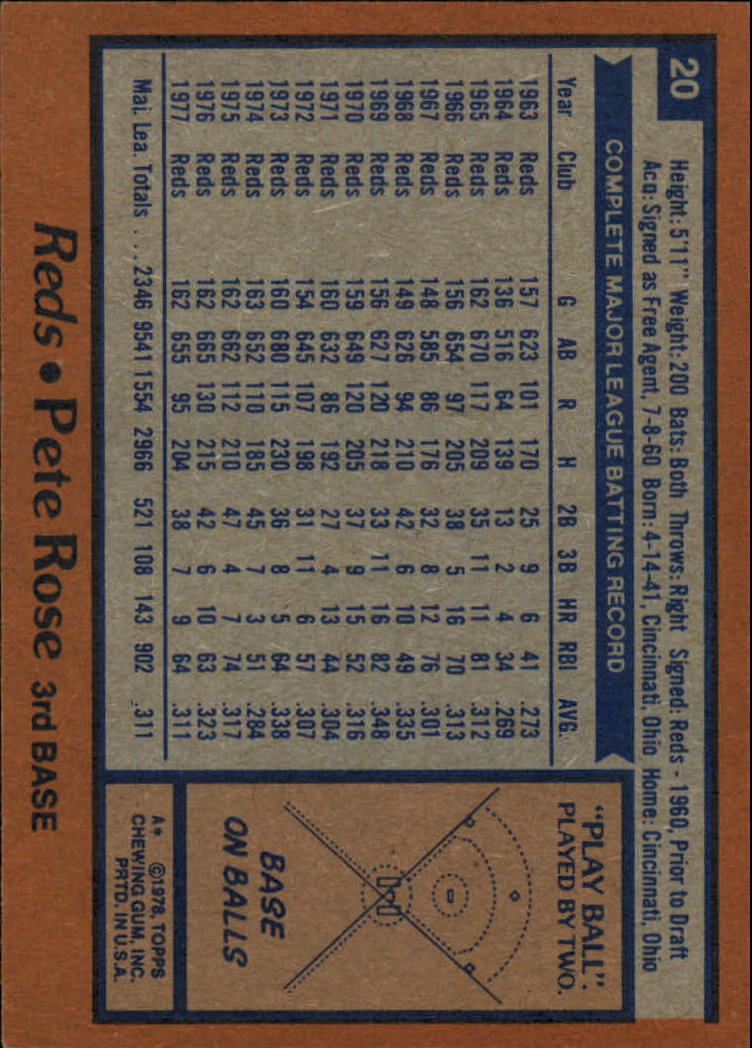 20
Height: 5'11" Weight: 200 Bats: Both Throws: Right Signed: Reds - 1960, Prior to Draft
Acq: Signed as Free Agent, 7-8-60 Born: 4-14-41, Cincinnati, Ohio Home: Cincinnati, Ohio
COMPLETE MAJOR LEAGUE BATTING RECORD
Year Club G AB R H 2B 3B HR RBI AVG.
1963 Reds 157 623 101 170 25 9 6 41 .273
1964 Reds 136 516 64 139 13 2 4 34 .269
1965 Reds 162 670 117 209 35 11 11 81 .312
1966 Reds 156 654 97 205 38 5 16 70 .313
1967 Reds 148 585 86 176 32 8 12 76 .301
1968 Reds 149 626 94 210 42 6 10 49 .335
1969 Reds 156 627 120 218 33 11 16 82 .348
1970 Reds 159 649 120 205 37 9 15 52 .316
1971 Reds 160 632 86 192 27 4 13 44 .304
1972 Reds 154 645 107 198 31 11 6 57 .307
1973 Reds 160 680 115 230 36 8 5 64 .338
1974 Reds 163 652 110 185 45 7 3 51 .284
1975 Reds 162 662 112 210 47 4 7 74 .317
1976 Reds 162 665 130 215 42 6 10 63 .323
1977 Reds 162 655 95 204 38 7 9 64 .311
Maj. Lea. Totals . . . 2346 9541 1554 2966 521 108 143 902 .311
"PLAY BALL".
PLAYED BY TWO.
BASE
ON BALLS
A* ©1978, TOPPS
CHEWING GUM, INC.
PRTD. IN U.S.A.
Reds • Pete Rose 3rd BASE